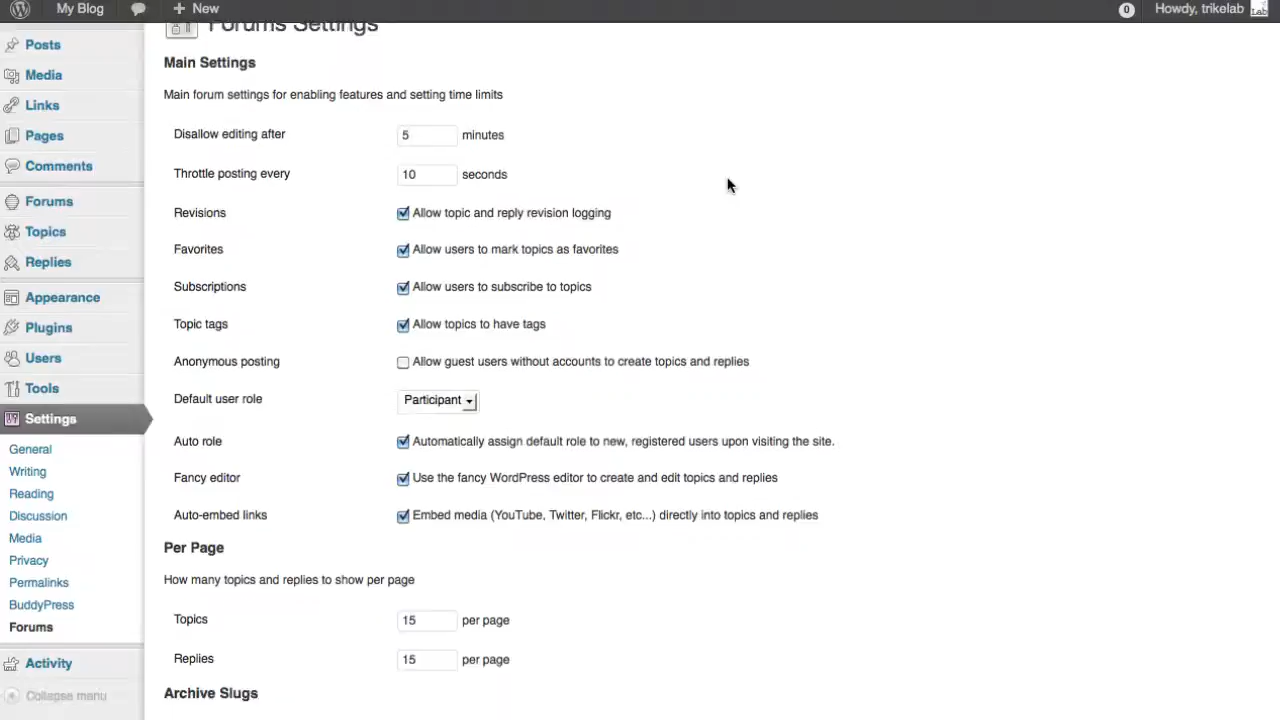 My Blog
New
0
Howdy, trikelab
Lab
Posts
Media
Links
Pages
Comments
Forums
Topics
Replies
Appearance
Plugins
Users
Tools
Settings
General
Writing
Reading
Discussion
Media
Privacy
Permalinks
BuddyPress
Forums
Activity
Collapse menu
Forums Settings
Main Settings
Main forum settings for enabling features and setting time limits
Disallow editing after 5 minutes
Throttle posting every 10 seconds
Revisions Allow topic and reply revision logging
Favorites Allow users to mark topics as favorites
Subscriptions Allow users to subscribe to topics
Topic tags Allow topics to have tags
Anonymous posting Allow guest users without accounts to create topics and replies
Default user role Participant
Auto role Automatically assign default role to new, registered users upon visiting the site.
Fancy editor Use the fancy WordPress editor to create and edit topics and replies
Auto-embed links Embed media (YouTube, Twitter, Flickr, etc...) directly into topics and replies
Per Page
How many topics and replies to show per page
Topics 15 per page
Replies 15 per page
Archive Slugs